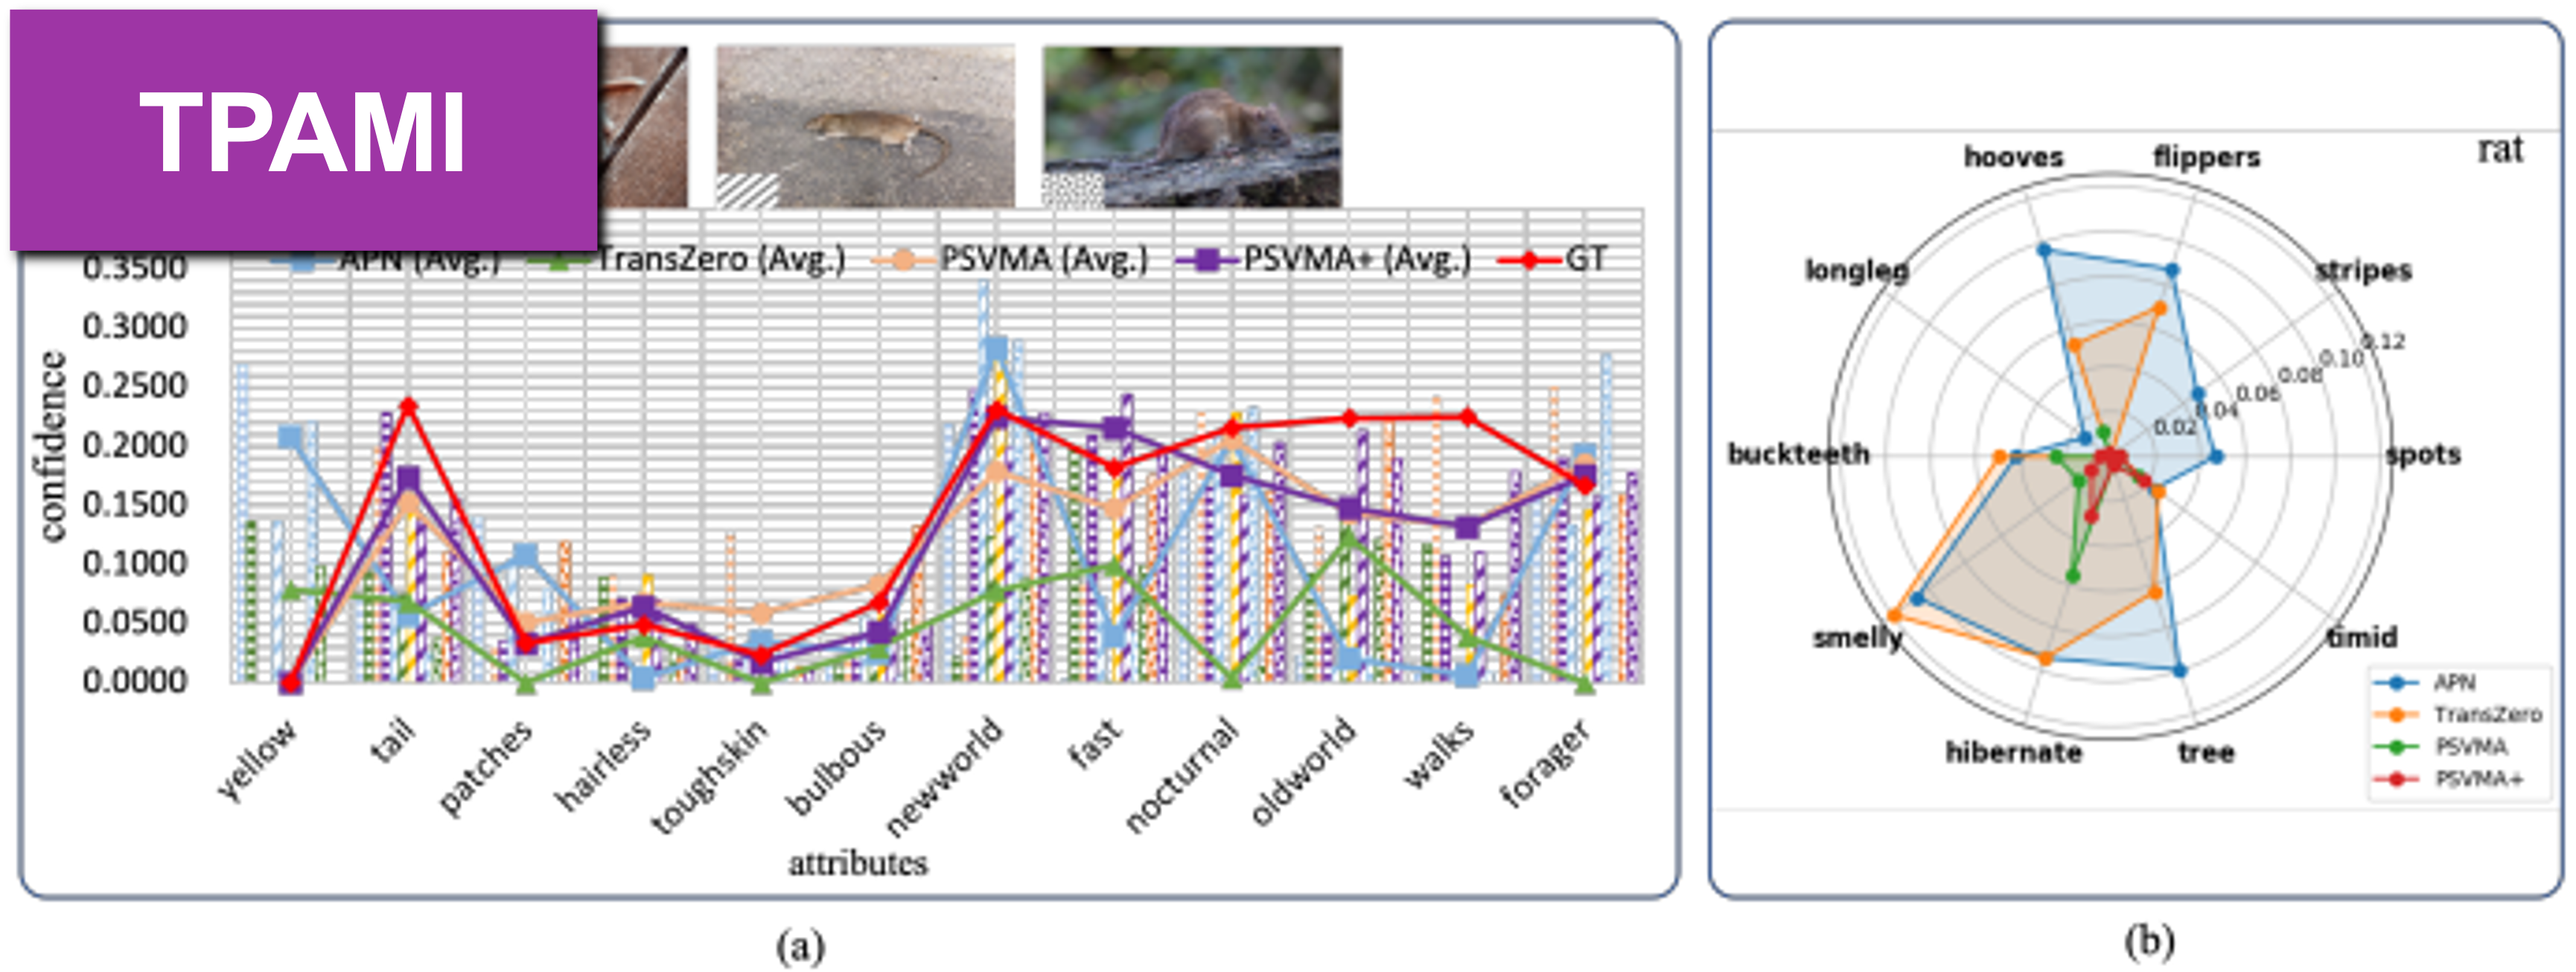 TPAMI
APN (Avg.) TransZero (Avg.) PSVMA (Avg.) PSVMA+ (Avg.) GT
confidence
0.3500
0.3000
0.2500
0.2000
0.1500
0.1000
0.0500
0.0000
yellow
tail
patches
hairless
toughskin
bulbous
newworld
fast
nocturnal
oldworld
walks
forager
attributes
(a)
rat
hooves
flippers
longleg
stripes
buckteeth
spots
smelly
timid
hibernate
tree
0.02
0.04
0.06
0.08
0.10
0.12
APN
TransZero
PSVMA
PSVMA+
(b)